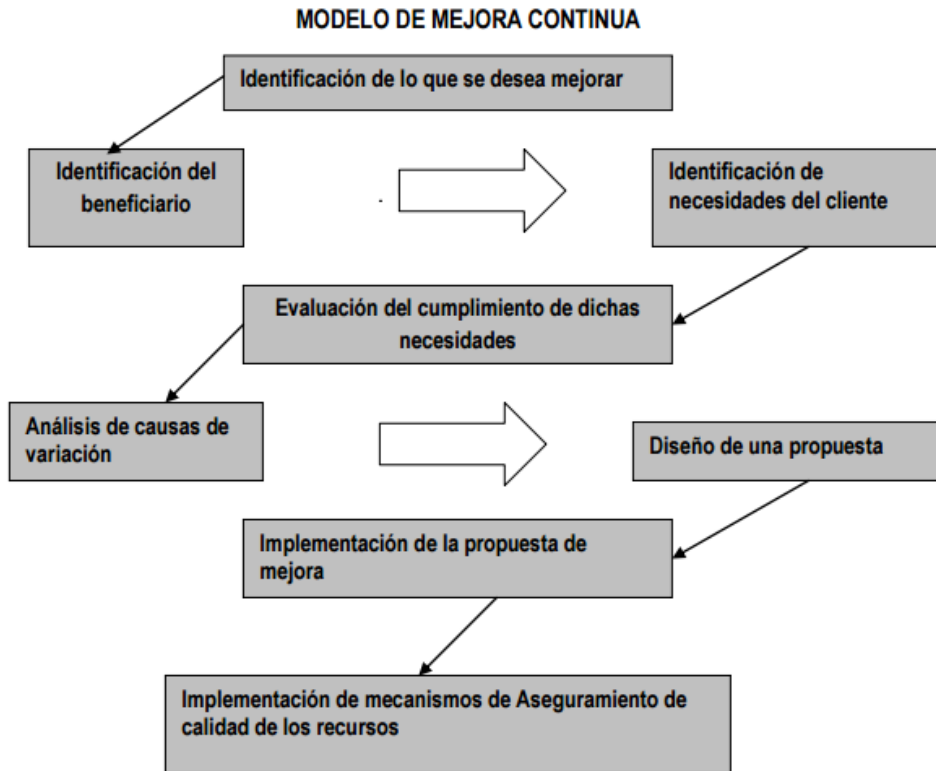 MODELO DE MEJORA CONTINUA
Identificación de lo que se desea mejorar
Identificación del
beneficiario
Identificación de
necesidades del cliente
Evaluación del cumplimiento de dichas
necesidades
Análisis de causas de
variación
Diseño de una propuesta
Implementación de la propuesta de
mejora
Implementación de mecanismos de Aseguramiento de
calidad de los recursos